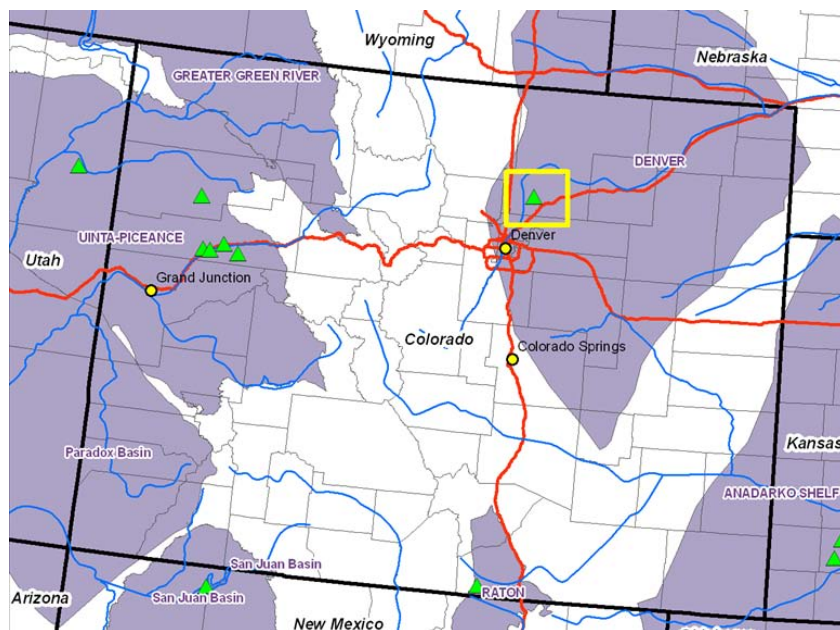 Wyoming
Nebraska
GREATER GREEN RIVER
DENVER
UINTA-PICEANCE
Denver
Utah
Grand Junction
Colorado
Colorado Springs
Kansas
Paradox Basin
ANADARKO SHELF
San Juan Basin
San Juan Basin
RATON
Arizona
New Mexico